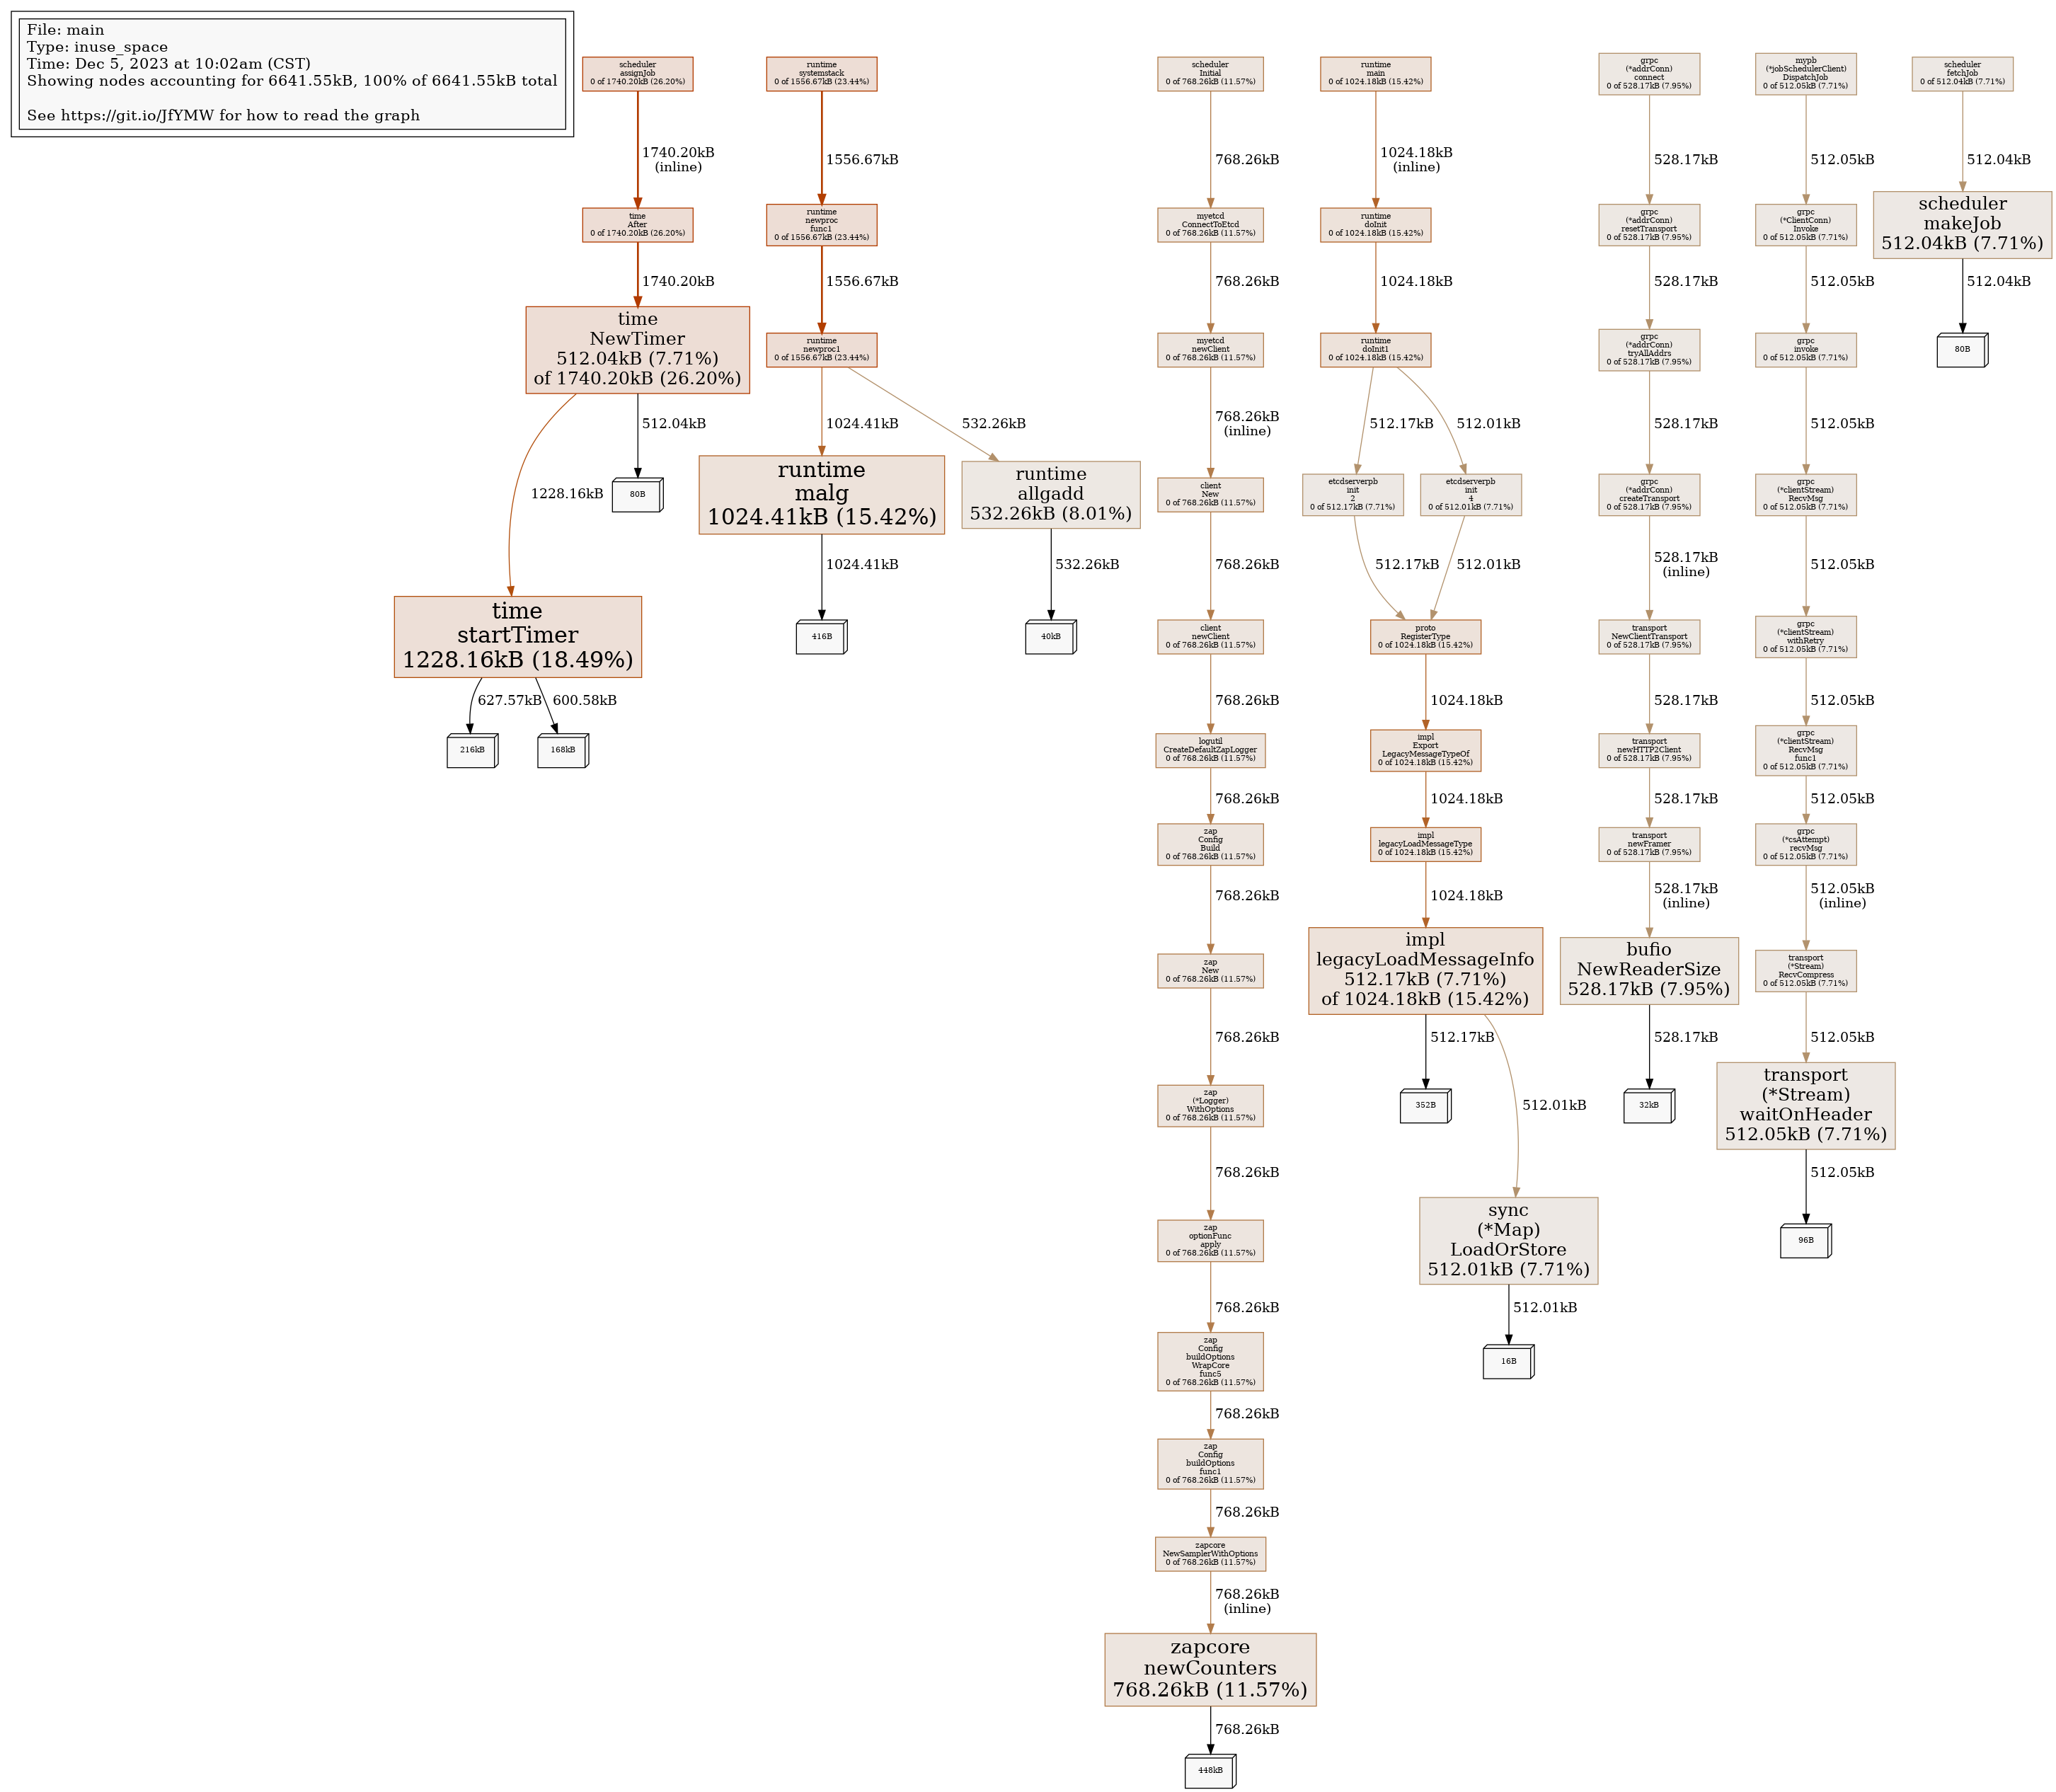 File: main
Type: inuse_space
Time: Dec 5, 2023 at 10:02am (CST)
Showing nodes accounting for 6641.55kB, 100% of 6641.55kB total
See https://git.io/JfYMW for how to read the graph
scheduler
assignJob
0 of 1740.20kB (26.20%)
1740.20kB
(inline)
time
After
0 of 1740.20kB (26.20%)
1740.20kB
time
NewTimer
512.04kB (7.71%)
of 1740.20kB (26.20%)
1228.16kB
512.04kB
80B
time
startTimer
1228.16kB (18.49%)
627.57kB
600.58kB
216kB
168kB
runtime
systemstack
0 of 1556.67kB (23.44%)
1556.67kB
runtime
newproc
func1
0 of 1556.67kB (23.44%)
1556.67kB
runtime
newproc1
0 of 1556.67kB (23.44%)
1024.41kB
532.26kB
runtime
malg
1024.41kB (15.42%)
1024.41kB
416B
runtime
allgadd
532.26kB (8.01%)
532.26kB
40kB
scheduler
Initial
0 of 768.26kB (11.57%)
768.26kB
myetcd
ConnectToEtcd
0 of 768.26kB (11.57%)
768.26kB
myetcd
newClient
0 of 768.26kB (11.57%)
768.26kB
(inline)
client
New
0 of 768.26kB (11.57%)
768.26kB
client
newClient
0 of 768.26kB (11.57%)
768.26kB
logutil
CreateDefaultZapLogger
0 of 768.26kB (11.57%)
768.26kB
zap
Config
Build
0 of 768.26kB (11.57%)
768.26kB
zap
New
0 of 768.26kB (11.57%)
768.26kB
zap
(*Logger)
WithOptions
0 of 768.26kB (11.57%)
768.26kB
zap
optionFunc
apply
0 of 768.26kB (11.57%)
768.26kB
zap
Config
buildOptions
WrapCore
func5
0 of 768.26kB (11.57%)
768.26kB
zap
Config
buildOptions
func1
0 of 768.26kB (11.57%)
768.26kB
zapcore
NewSamplerWithOptions
0 of 768.26kB (11.57%)
768.26kB
(inline)
zapcore
newCounters
768.26kB (11.57%)
768.26kB
448kB
runtime
main
0 of 1024.18kB (15.42%)
1024.18kB
(inline)
runtime
doInit
0 of 1024.18kB (15.42%)
1024.18kB
runtime
doInit1
0 of 1024.18kB (15.42%)
512.17kB
512.01kB
etcdserverpb
init
2
0 of 512.17kB (7.71%)
etcdserverpb
init
4
0 of 512.01kB (7.71%)
512.17kB
512.01kB
proto
RegisterType
0 of 1024.18kB (15.42%)
1024.18kB
impl
Export
LegacyMessageTypeOf
0 of 1024.18kB (15.42%)
1024.18kB
impl
legacyLoadMessageType
0 of 1024.18kB (15.42%)
1024.18kB
impl
legacyLoadMessageInfo
512.17kB (7.71%)
of 1024.18kB (15.42%)
512.17kB
512.01kB
352B
sync
(*Map)
LoadOrStore
512.01kB (7.71%)
512.01kB
16B
grpc
(*addrConn)
connect
0 of 528.17kB (7.95%)
528.17kB
grpc
(*addrConn)
resetTransport
0 of 528.17kB (7.95%)
528.17kB
grpc
(*addrConn)
tryAllAddrs
0 of 528.17kB (7.95%)
528.17kB
grpc
(*addrConn)
createTransport
0 of 528.17kB (7.95%)
528.17kB
(inline)
transport
NewClientTransport
0 of 528.17kB (7.95%)
528.17kB
transport
newHTTP2Client
0 of 528.17kB (7.95%)
528.17kB
transport
newFramer
0 of 528.17kB (7.95%)
528.17kB
(inline)
bufio
NewReaderSize
528.17kB (7.95%)
528.17kB
32kB
mypb
(*jobSchedulerClient)
DispatchJob
0 of 512.05kB (7.71%)
512.05kB
grpc
(*ClientConn)
Invoke
0 of 512.05kB (7.71%)
512.05kB
grpc
invoke
0 of 512.05kB (7.71%)
512.05kB
grpc
(*clientStream)
RecvMsg
0 of 512.05kB (7.71%)
512.05kB
grpc
(*clientStream)
withRetry
0 of 512.05kB (7.71%)
512.05kB
grpc
(*clientStream)
RecvMsg
func1
0 of 512.05kB (7.71%)
512.05kB
grpc
(*csAttempt)
recvMsg
0 of 512.05kB (7.71%)
512.05kB
(inline)
transport
(*Stream)
RecvCompress
0 of 512.05kB (7.71%)
512.05kB
transport
(*Stream)
waitOnHeader
512.05kB (7.71%)
512.05kB
96B
scheduler
fetchJob
0 of 512.04kB (7.71%)
512.04kB
scheduler
makeJob
512.04kB (7.71%)
512.04kB
80B